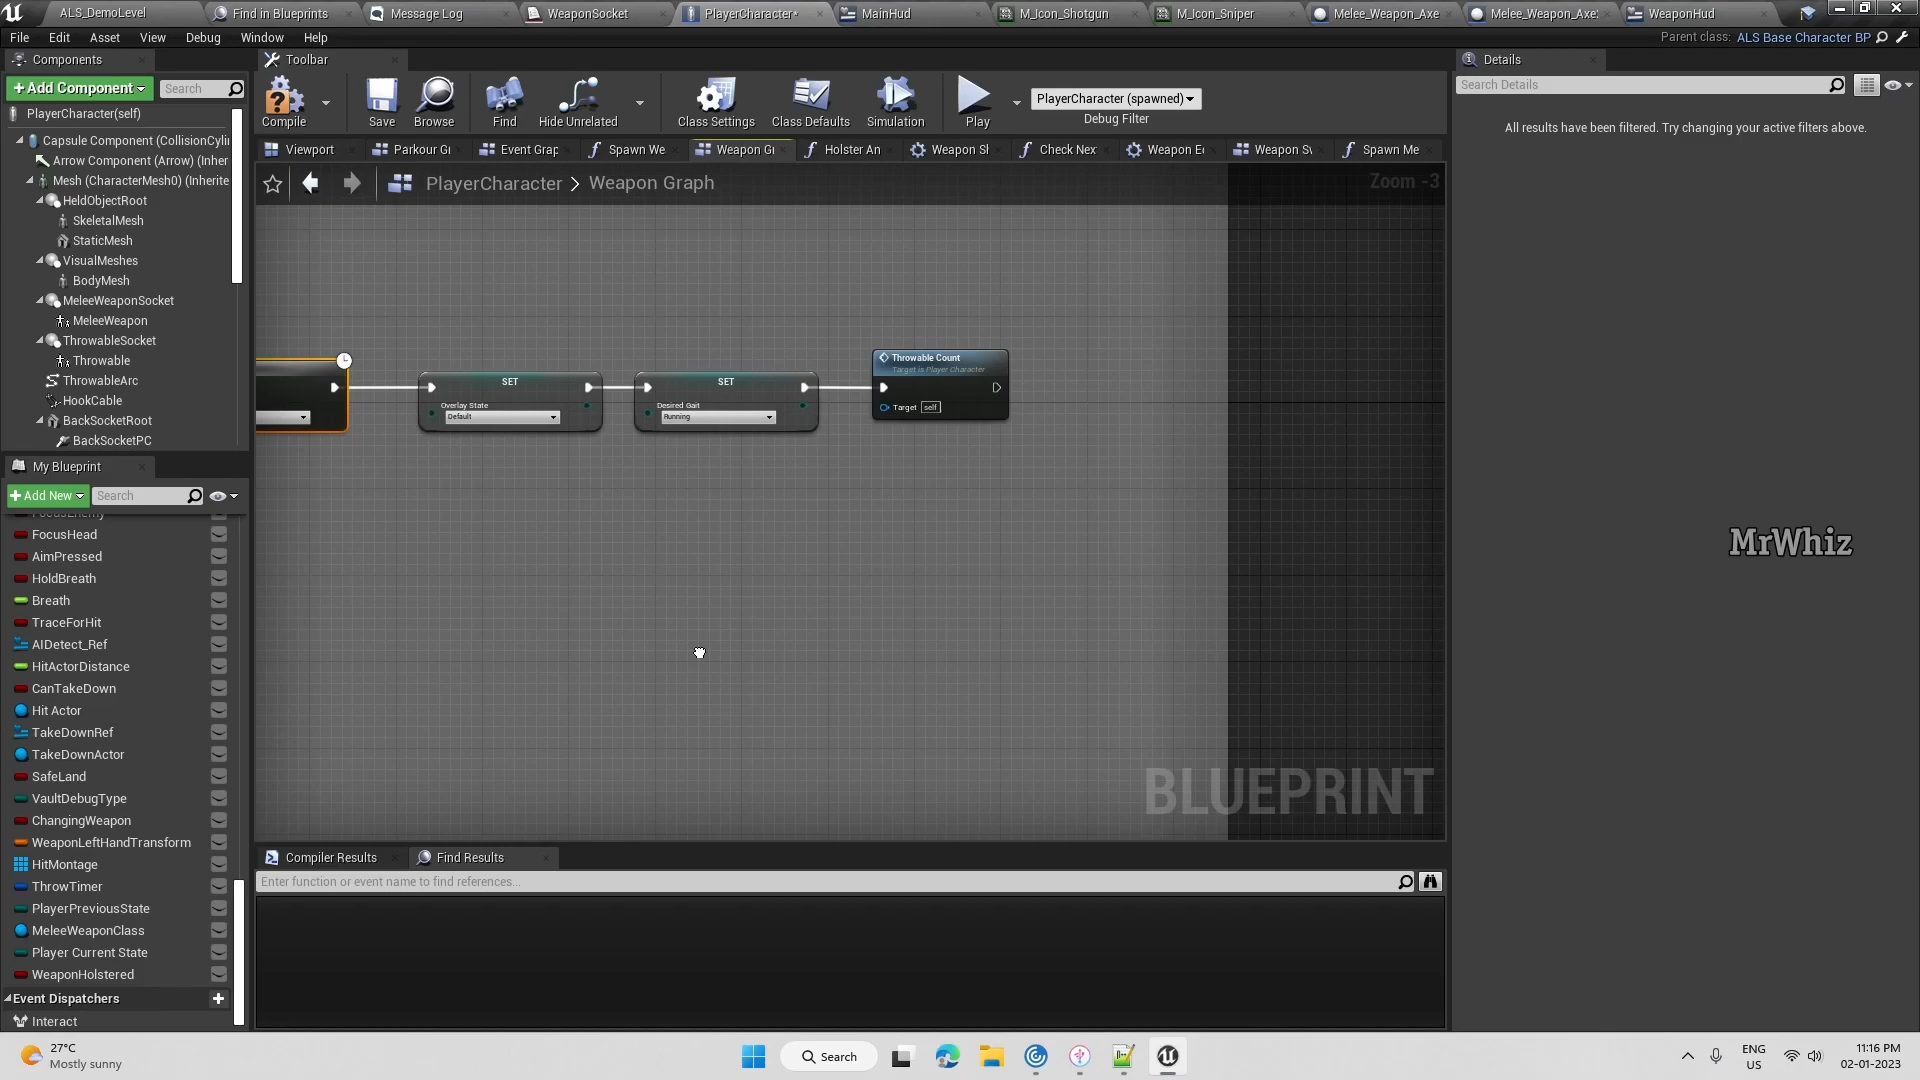 ALS_DemoLevel
Find in Blueprints
Message Log
WeaponSocket
PlayerCharacter*
MainHud
M_Icon_Shotgun
M_Icon_Sniper
Melee_Weapon_Axe
Melee_Weapon_Axe
WeaponHud
File Edit Asset View Debug Window Help
Parent class: ALS Base Character BP
Components
+Add Component
Search
PlayerCharacter(self)
Capsule Component (CollisionCyli
Arrow Component (Arrow) (Inher
Mesh (CharacterMesh0) (Inherite
HeldObjectRoot
SkeletalMesh
StaticMesh
VisualMeshes
BodyMesh
MeleeWeaponSocket
MeleeWeapon
ThrowableSocket
Throwable
ThrowableArc
HookCable
BackSocketRoot
BackSocketPC
My Blueprint
+Add New
Search
FocusEnemy
FocusHead
AimPressed
HoldBreath
Breath
TraceForHit
AIDetect_Ref
HitActorDistance
CanTakeDown
Hit Actor
TakeDownRef
TakeDownActor
SafeLand
VaultDebugType
ChangingWeapon
WeaponLeftHandTransform
HitMontage
ThrowTimer
PlayerPreviousState
MeleeWeaponClass
Player Current State
WeaponHolstered
Event Dispatchers +
Interact
Toolbar
Compile
Save
Browse
Find
Hide Unrelated
Class Settings
Class Defaults
Simulation
Play
PlayerCharacter (spawned)
Debug Filter
Viewport
Parkour Gr
Event Grap
Spawn We
Weapon Gr
Holster An
Weapon Sl
Check Nex
Weapon E
Weapon Sv
Spawn Me
PlayerCharacter > Weapon Graph
Zoom -3
SET
Overlay State
Default
SET
Desired Gait
Running
Throwable Count
Target is Player Character
Target self
BLUEPRINT
Compiler Results
Find Results
Enter function or event name to find references...
Details
Search Details
All results have been filtered. Try changing your active filters above.
MrWhiz
27°C
Mostly sunny
Search
ENG
US
11:16 PM
02-01-2023